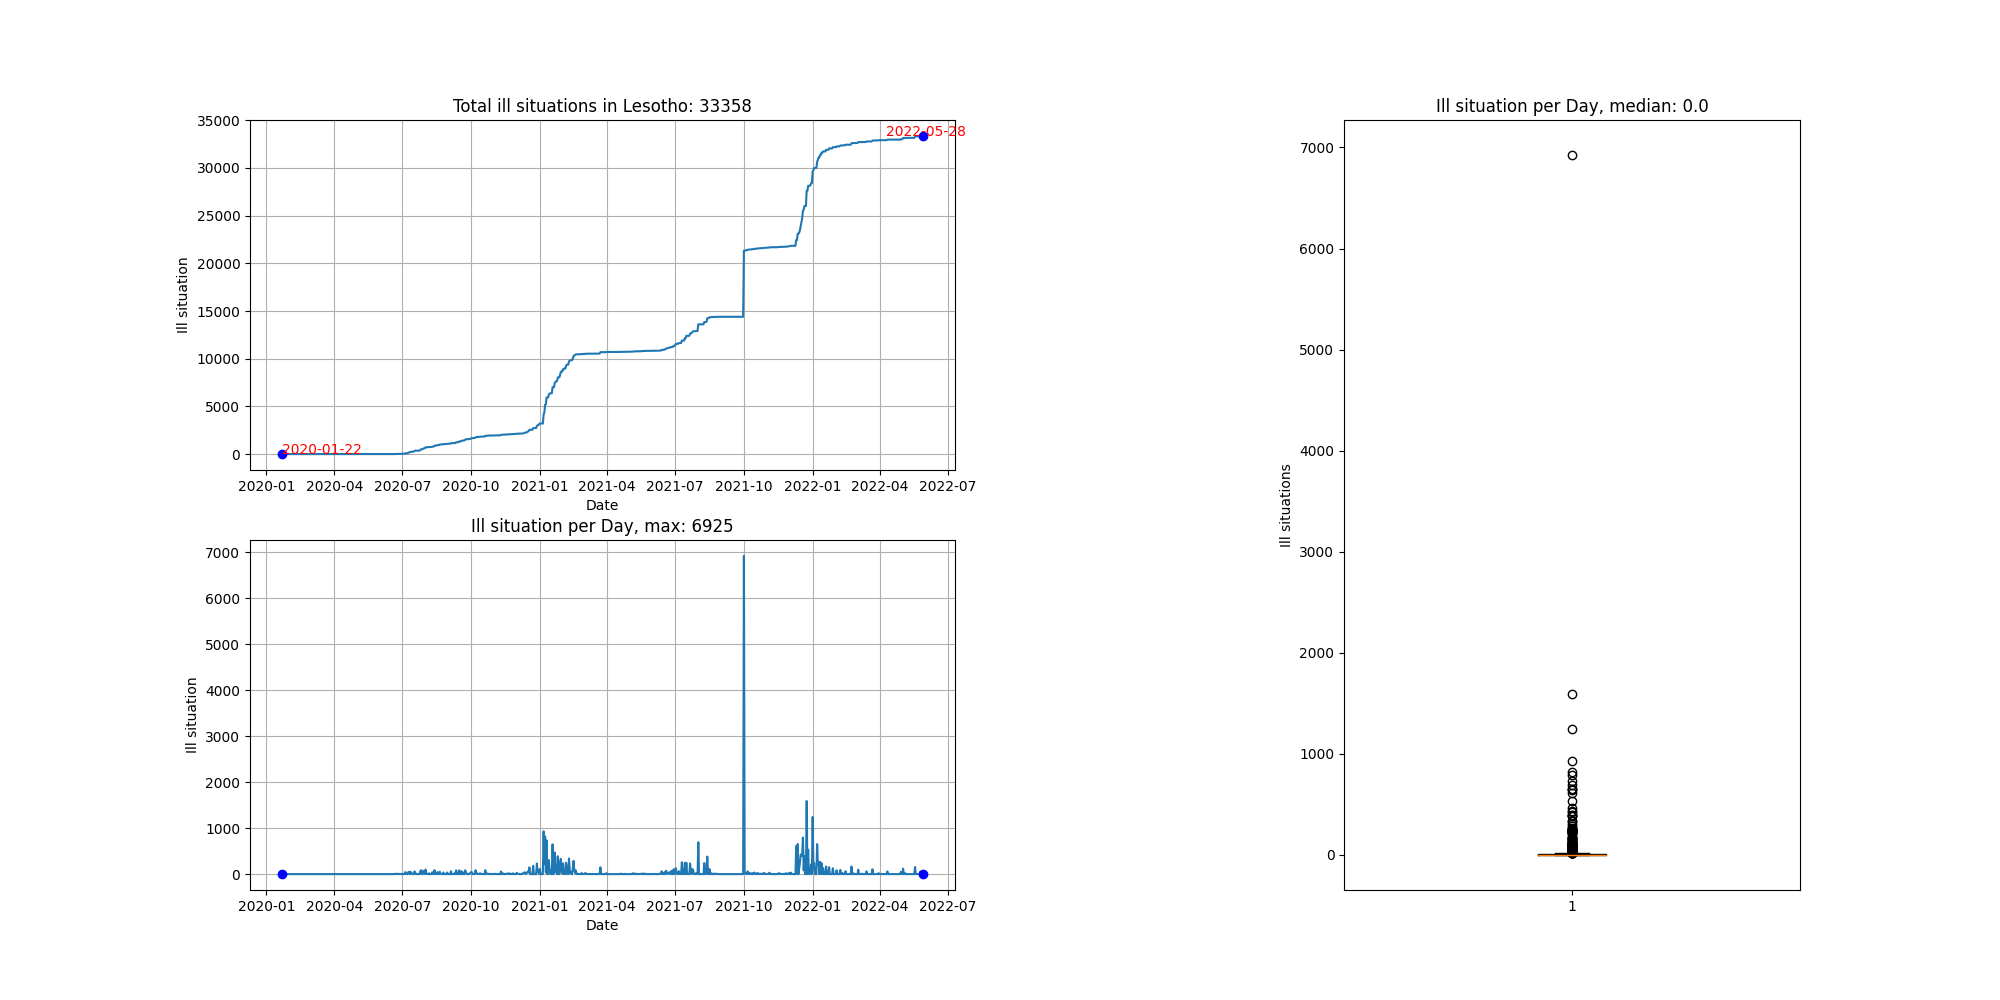 Total ill situations in Lesotho: 33358
35000
30000
25000
20000
15000
10000
5000
0
Ill situation
2022-05-28
2020-01-22
2020-01 2020-04 2020-07 2020-10 2021-01 2021-04 2021-07 2021-10 2022-01 2022-04 2022-07
Date
Ill situation per Day, max: 6925
7000
6000
5000
4000
3000
2000
1000
0
Ill situation
2020-01 2020-04 2020-07 2020-10 2021-01 2021-04 2021-07 2021-10 2022-01 2022-04 2022-07
Date
Ill situation per Day, median: 0.0
7000
6000
5000
4000
3000
2000
1000
0
Ill situations
1